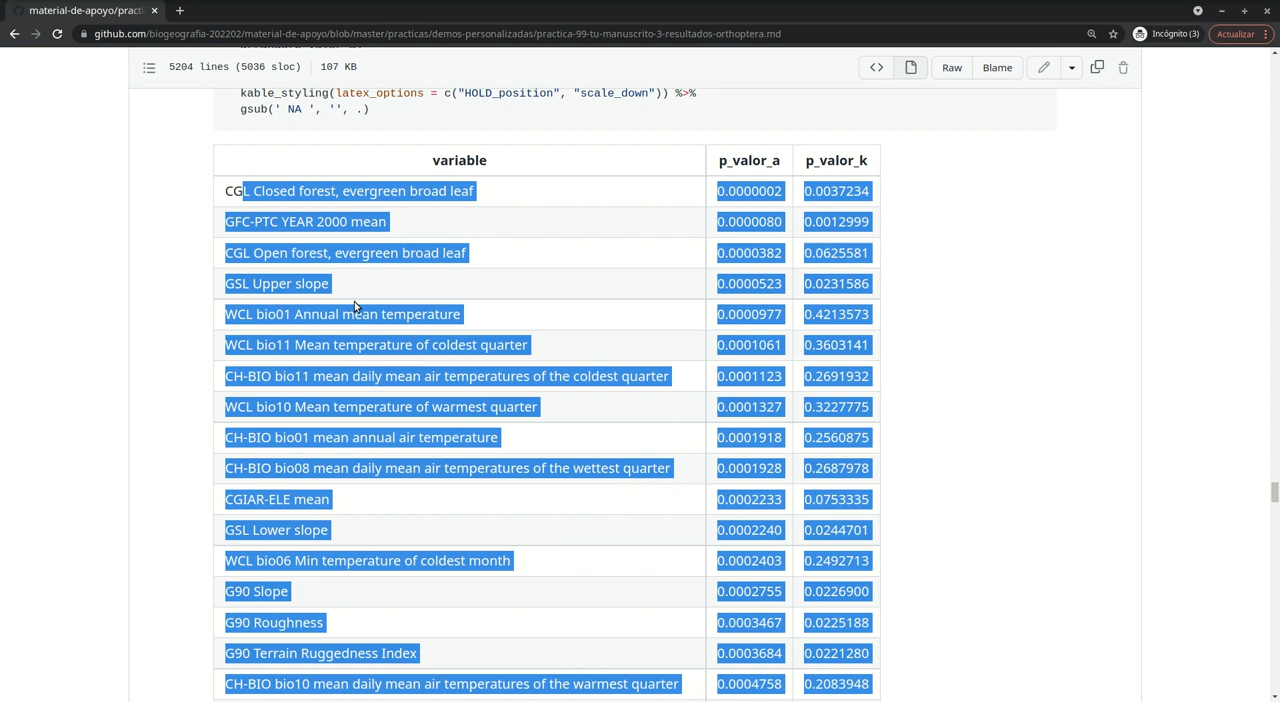 material-de-apoyo/practi
github.com/biogeografia-202202/material-de-apoyo/blob/master/practicas/demos-personalizadas/practica-99-tu-manuscrito-3-resultados-orthoptera.md
Incógnito (3)
Actualizar
5204 lines (5036 sloc) 107 KB
Raw Blame
kable_styling(latex_options = c("HOLD_position", "scale_down")) %>%
gsub(' NA ', '', .)
variable p_valor_a p_valor_k
CGL Closed forest, evergreen broad leaf 0.0000002 0.0037234
GFC-PTC YEAR 2000 mean 0.0000080 0.0012999
CGL Open forest, evergreen broad leaf 0.0000382 0.0625581
GSL Upper slope 0.0000523 0.0231586
WCL bio01 Annual mean temperature 0.0000977 0.4213573
WCL bio11 Mean temperature of coldest quarter 0.0001061 0.3603141
CH-BIO bio11 mean daily mean air temperatures of the coldest quarter 0.0001123 0.2691932
WCL bio10 Mean temperature of warmest quarter 0.0001327 0.3227775
CH-BIO bio01 mean annual air temperature 0.0001918 0.2560875
CH-BIO bio08 mean daily mean air temperatures of the wettest quarter 0.0001928 0.2687978
CGIAR-ELE mean 0.0002233 0.0753335
GSL Lower slope 0.0002240 0.0244701
WCL bio06 Min temperature of coldest month 0.0002403 0.2492713
G90 Slope 0.0002755 0.0226900
G90 Roughness 0.0003467 0.0225188
G90 Terrain Ruggedness Index 0.0003684 0.0221280
CH-BIO bio10 mean daily mean air temperatures of the warmest quarter 0.0004758 0.2083948